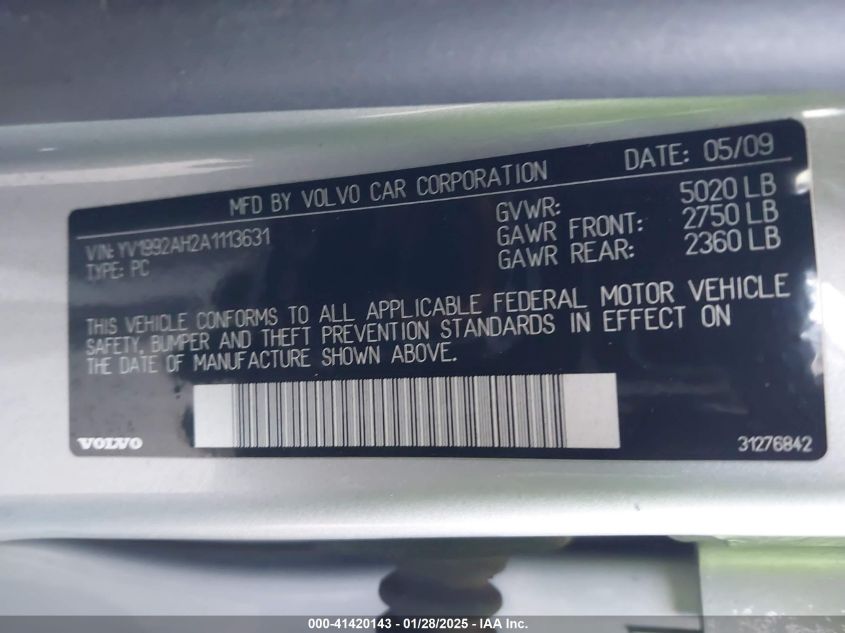 MFD BY VOLVO CAR CORPORATION DATE: 05/09
VIN: YV1992AH2A1113631 GVWR: 5020 LB
TYPE: PC GAWR FRONT: 2750 LB
GAWR REAR: 2360 LB
THIS VEHICLE CONFORMS TO ALL APPLICABLE FEDERAL MOTOR VEHICLE
SAFETY, BUMPER AND THEFT PREVENTION STANDARDS IN EFFECT ON
THE DATE OF MANUFACTURE SHOWN ABOVE.
VOLVO 31276842
000-41420143 - 01/28/2025 - IAA Inc.